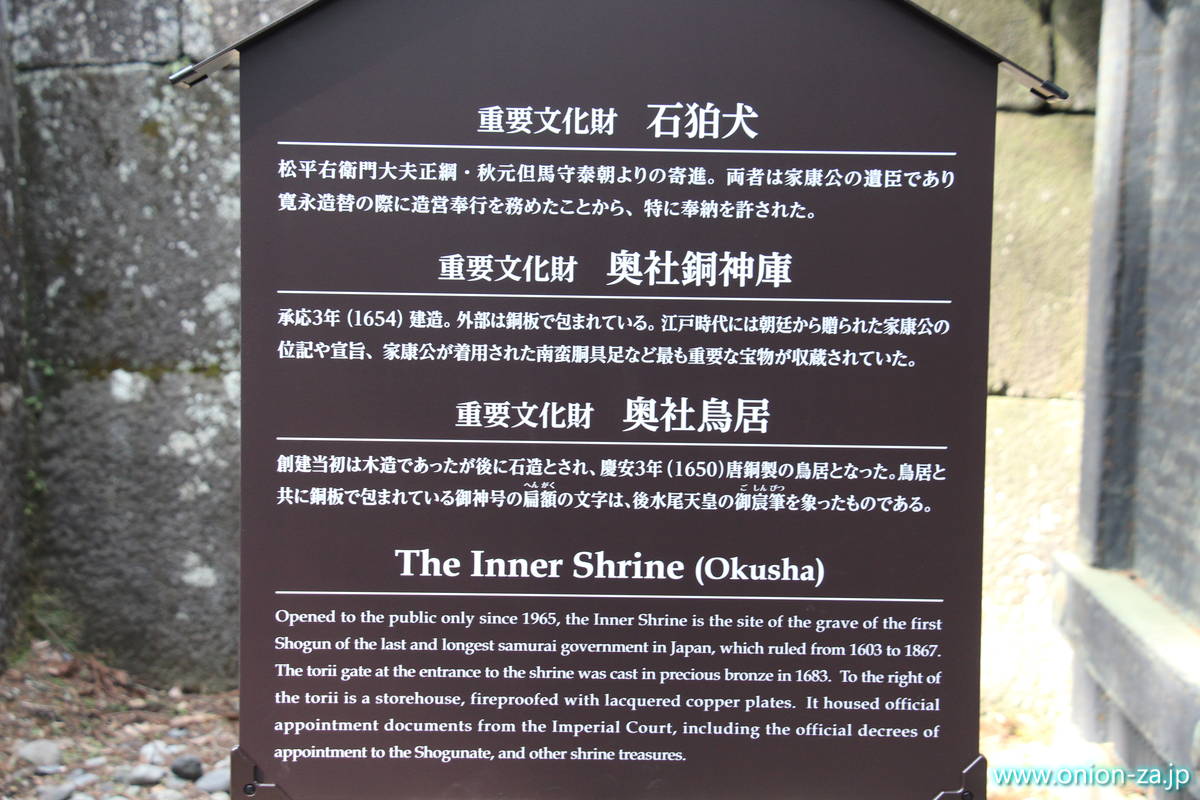 重要文化財　石狛犬
松平右衛門大夫正綱・秋元但馬守泰朝よりの寄進。両者は家康公の遺臣であり
寛永造替の際に造営奉行を務めたことから、特に奉納を許された。
重要文化財　奥社銅神庫
承応3年（1654）建造。外部は銅板で包まれている。江戸時代には朝廷から贈られた家康公の
位記や宣旨、家康公が着用された南蛮胴具足など最も重要な宝物が収蔵されていた。
重要文化財　奥社鳥居
創建当初は木造であったが後に石造とされ、慶安3年（1650）唐銅製の鳥居となった。鳥居と
へんがく ごしんぴつ
共に銅板で包まれている御神号の扁額の文字は、後水尾天皇の御宸筆を象ったものである。
The Inner Shrine (Okusha)
Opened to the public only since 1965, the Inner Shrine is the site of the grave of the first
Shogun of the last and longest samurai government in Japan, which ruled from 1603 to 1867.
The torii gate at the entrance to the shrine was cast in precious bronze in 1683. To the right of
the torii is a storehouse, fireproofed with lacquered copper plates. It housed official
appointment documents from the Imperial Court, including the official decrees of
appointment to the Shogunate, and other shrine treasures.
www.onion-za.jp